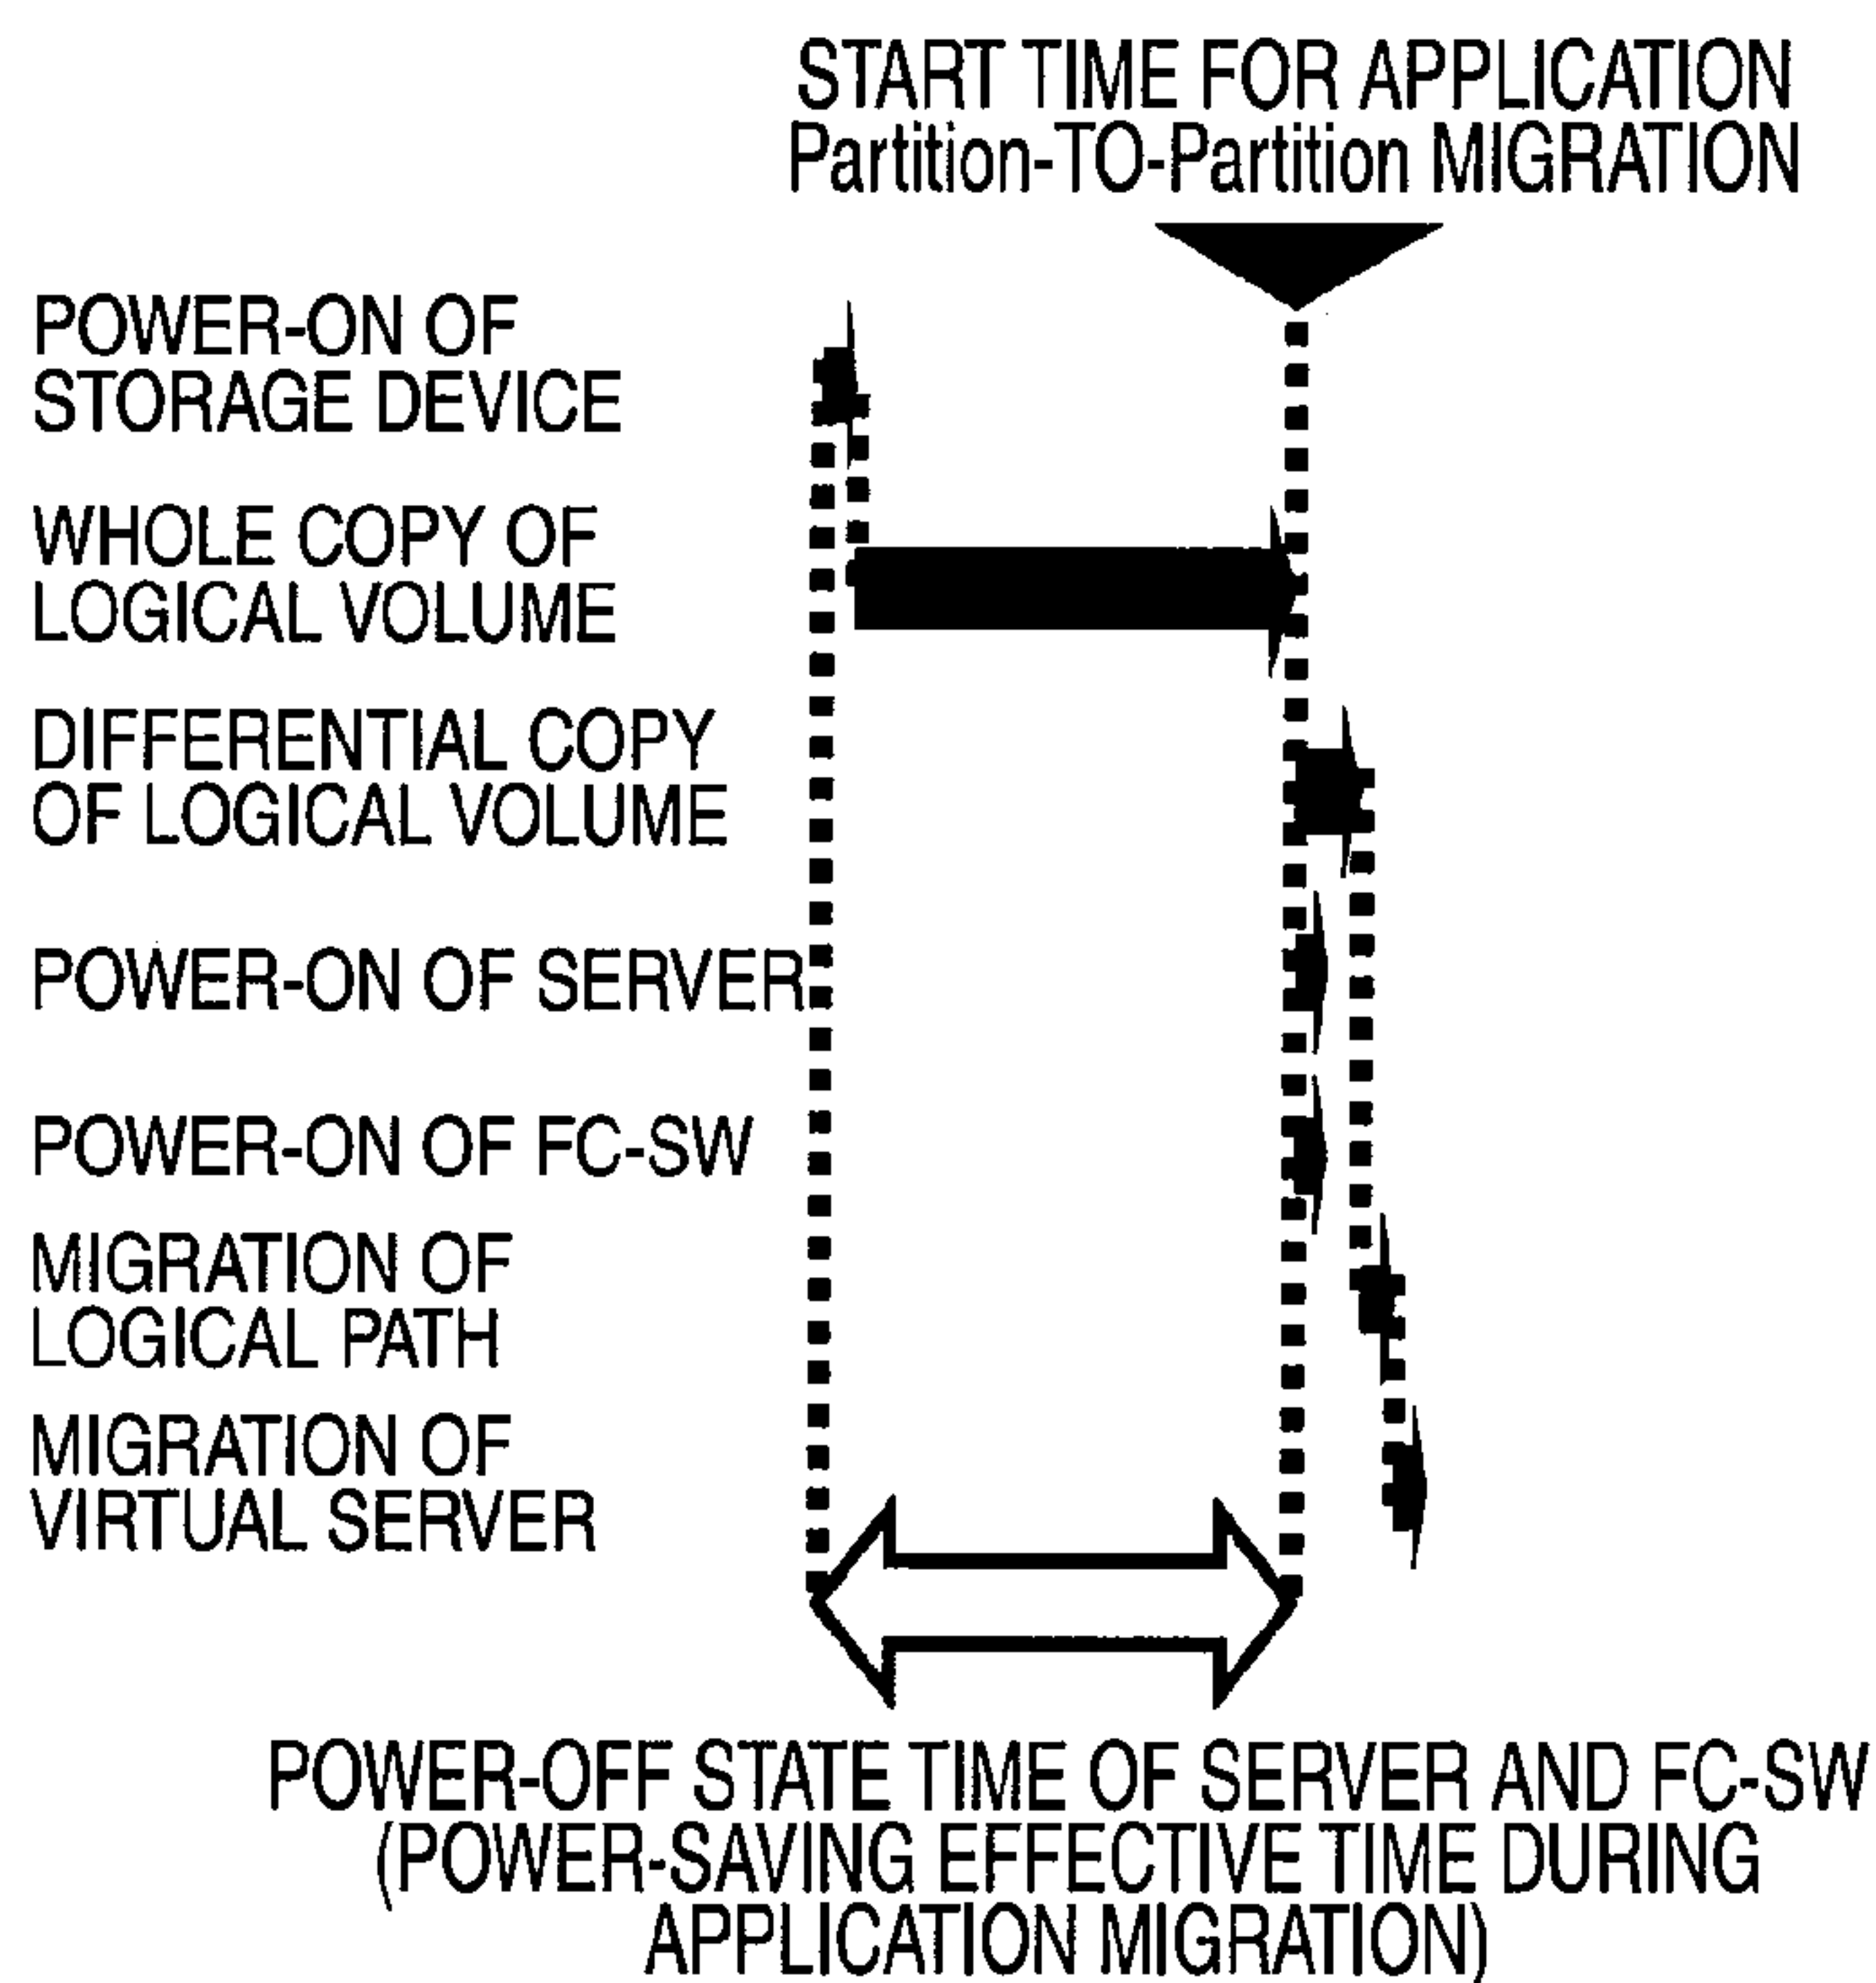 START TIME FOR APPLICATION
Partition-TO-Partition MIGRATION
POWER-ON OF
STORAGE DEVICE
WHOLE COPY OF
LOGICAL VOLUME
DIFFERENTIAL COPY
OF LOGICAL VOLUME
POWER-ON OF SERVER
POWER-ON OF FC-SW
MIGRATION OF
LOGICAL PATH
MIGRATION OF
VIRTUAL SERVER
POWER-OFF STATE TIME OF SERVER AND FC-SW
(POWER-SAVING EFFECTIVE TIME DURING
APPLICATION MIGRATION)